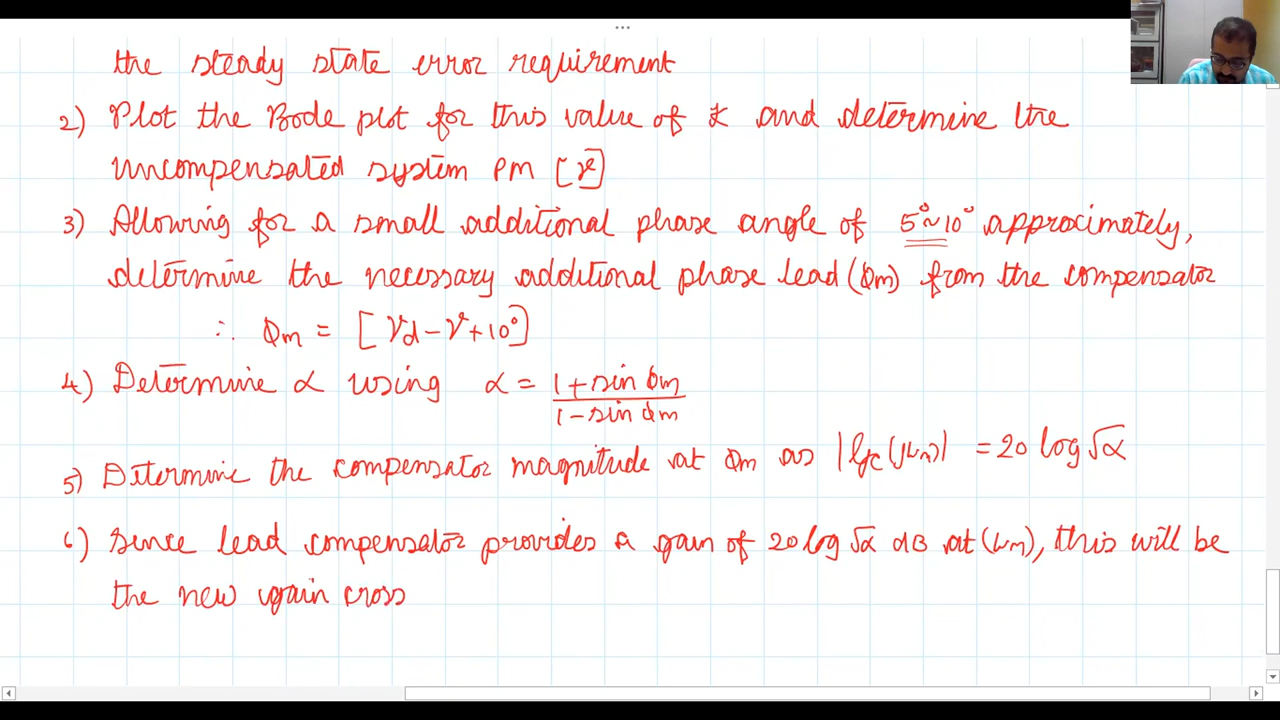 the steady state error requirement
2) Plot the Bode plot for this value of K and determine the
uncompensated system PM [γ]
3) Allowing for a small additional phase angle of 5°~10° approximately,
determine the necessary additional phase lead (Φm) from the compensator
∴ Φm = [γd - γ + 10°]
4) Determine α using α = 1 + sin Φm / 1 - sin Φm
5) Determine the compensator magnitude at Φm as |Gc(jωm)| = 20 log √α
6) Since lead compensator provides a gain of 20 log √α dB at (ωm), this will be
the new gain cross